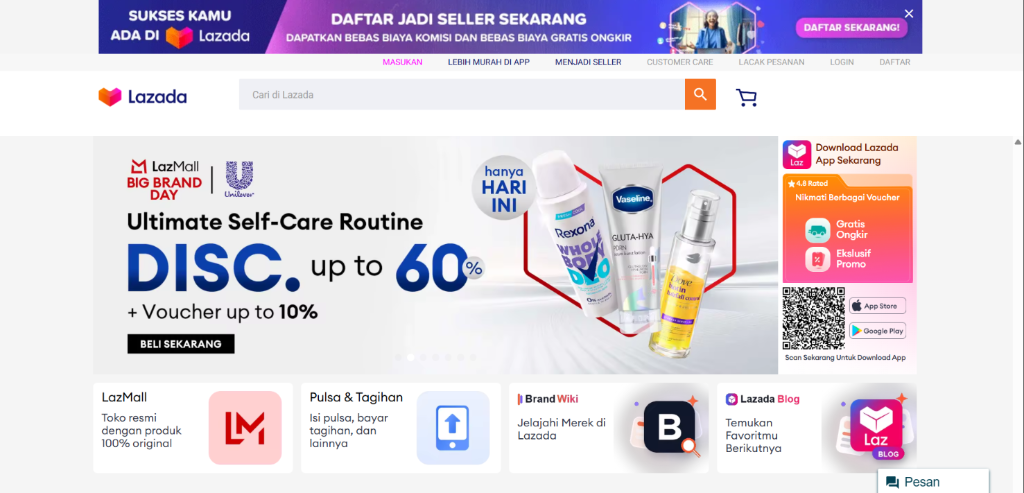 SUKSES KAMU
ADA DI Lazada
DAFTAR JADI SELLER SEKARANG
DAPATKAN BEBAS BIAYA KOMISI DAN BEBAS BIAYA GRATIS ONGKIR
DAFTAR SEKARANG!
MASUKAN LEBIH MURAH DI APP MENJADI SELLER CUSTOMER CARE LACAK PESANAN LOGIN DAFTAR
Lazada
Cari di Lazada
LazMall
BIG BRAND
DAY
Unilever
Ultimate Self-Care Routine
DISC. up to 60%
+ Voucher up to 10%
BELI SEKARANG
hanya
HARI
INI
Rexona
WHOLE
BODY
DEO
Vaseline
GLUTA-HYA
Download Lazada
App Sekarang
Laz
4.8 Rated
Nikmati Berbagai Voucher
Gratis
Ongkir
Ekslusif
Promo
App Store
Google Play
Scan Sekarang Untuk Download App
LazMall
Toko resmi
dengan produk
100% original
LM
Pulsa & Tagihan
Isi pulsa, bayar
tagihan, dan
lainnya
Brand Wiki
Jelajahi Merek di
Lazada
B
Lazada Blog
Temukan
Favoritmu
Berikutnya
Laz
BLOG
Pesan